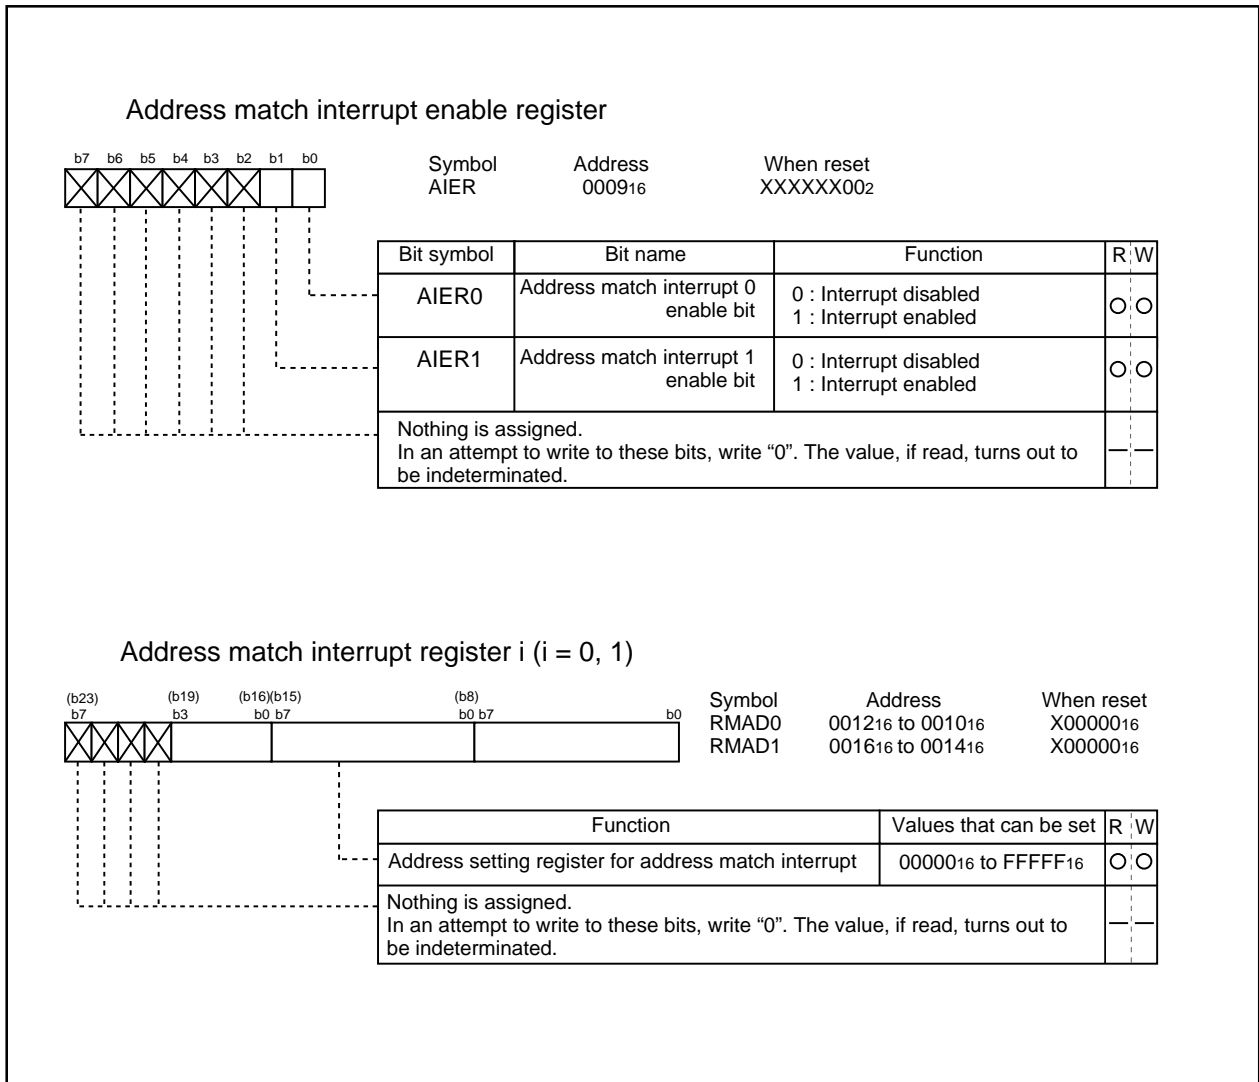 Address match interrupt enable register
b7 b6 b5 b4 b3 b2 b1 b0
Symbol Address When reset
AIER 000916 XXXXXX002
Bit symbol Bit name Function R W
AIER0 Address match interrupt 0 enable bit 0 : Interrupt disabled
1 : Interrupt enabled
AIER1 Address match interrupt 1 enable bit 0 : Interrupt disabled
1 : Interrupt enabled
Nothing is assigned.
In an attempt to write to these bits, write “0”. The value, if read, turns out to
be indeterminated.
Address match interrupt register i (i = 0, 1)
(b23) (b19) (b16)(b15) (b8)
b7 b3 b0 b7 b0 b7 b0
Symbol Address When reset
RMAD0 001216 to 001016 X0000016
RMAD1 001616 to 001416 X0000016
Function Values that can be set R W
Address setting register for address match interrupt 0000016 to FFFFF16
Nothing is assigned.
In an attempt to write to these bits, write “0”. The value, if read, turns out to
be indeterminated.